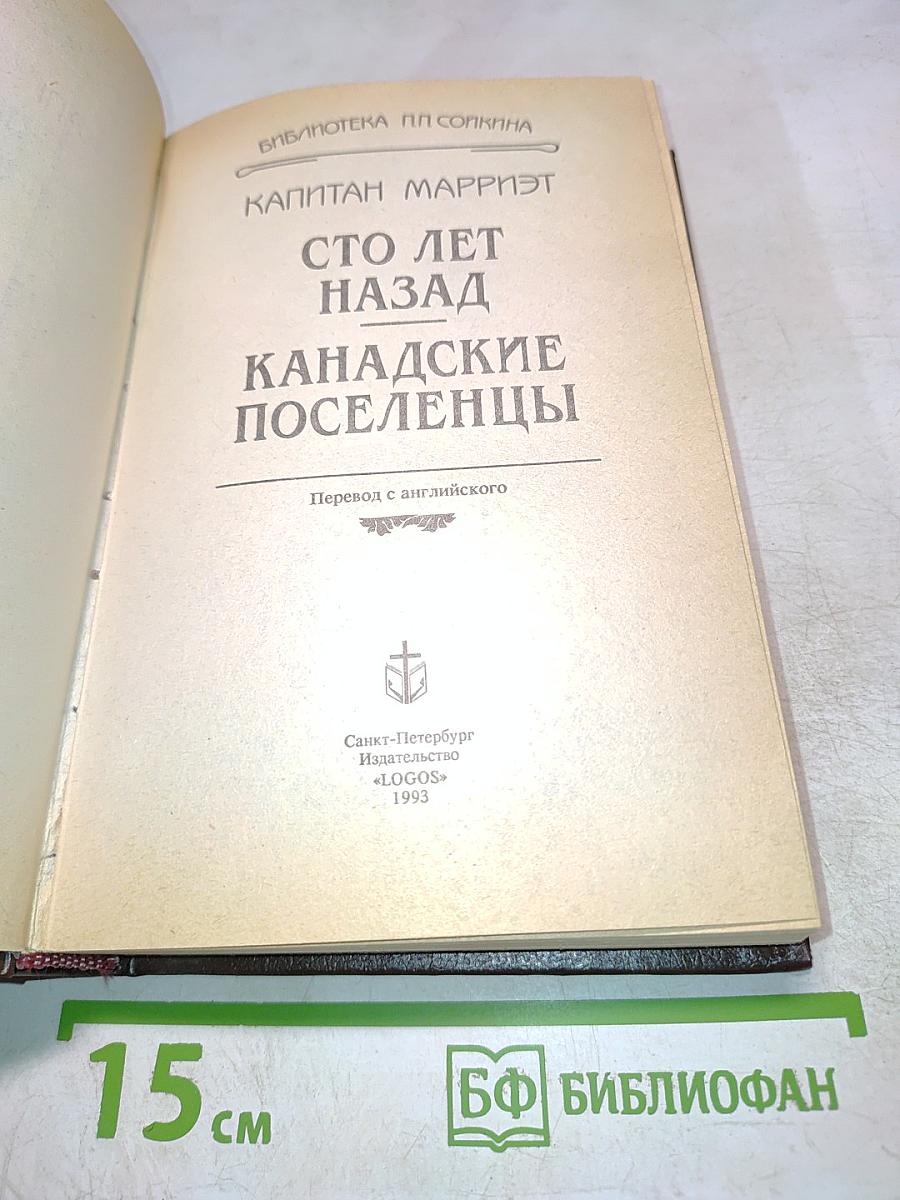 БИБЛИОТЕКА П.П.СОЙКИНА
КАПИТАН МАРРИЭТ
СТО ЛЕТ
НАЗАД
КАНАДСКИЕ
ПОСЕЛЕНЦЫ
Перевод с английского
Санкт-Петербург
Издательство
«LOGOS»
1993
15 см
БФ БИБЛИОФАН